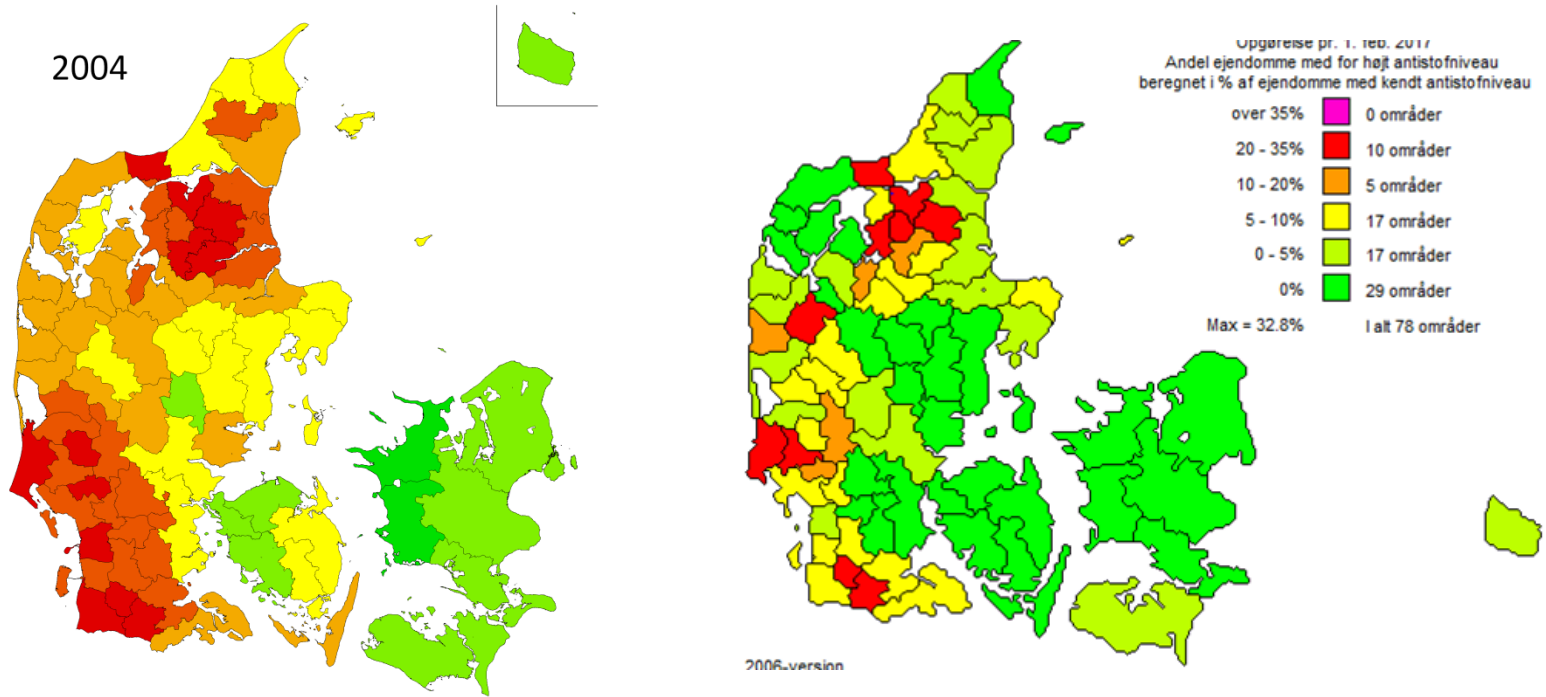 2004
Opgørelse pr. 1. feb. 2017
Andel ejendomme med for højt antistofniveau
beregnet i % af ejendomme med kendt antistofniveau
over 35% 0 områder
20 - 35% 10 områder
10 - 20% 5 områder
5 - 10% 17 områder
0 - 5% 17 områder
0% 29 områder
Max = 32.8% I alt 78 områder
2006-version